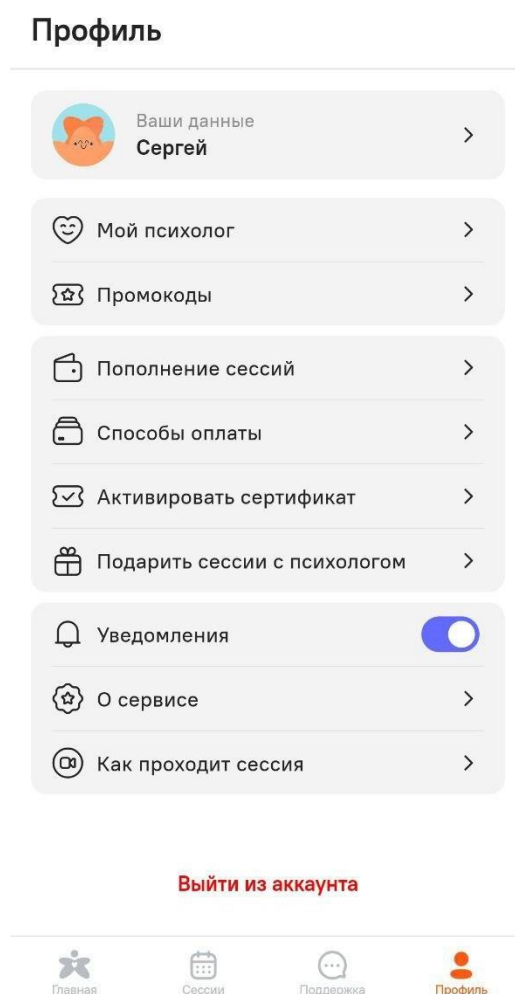 Профиль
Ваши данные
Сергей
Мой психолог
Промокоды
Пополнение сессий
Способы оплаты
Активировать сертификат
Подарить сессии с психологом
Уведомления
О сервисе
Как проходит сессия
Выйти из аккаунта
Главная
Сессии
Поддержка
Профиль